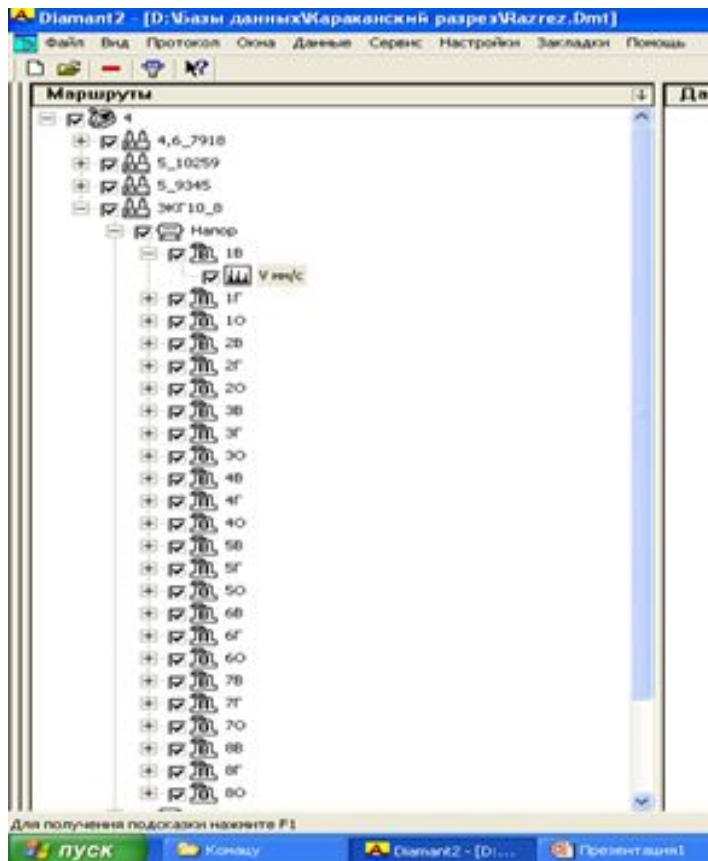 Diamant2 - [D:\Базы данных\Караканский разрез\Razrez.Dmt]
Файл Вид Протокол Окна Данные Сервис Настройки Закладки Помощь
Маршруты
Да
4
4,6_7918
5_10259
5_9345
ЭКГ10_8
Напор
1В
V мм/с
1Г
1О
2В
2Г
2О
3В
3Г
3О
4В
4Г
4О
5В
5Г
5О
6В
6Г
6О
7В
7Г
7О
8В
8Г
8О
Для получения подсказки нажмите F1
пуск
Конашу
Diamant2 - [D:...
Презентация1